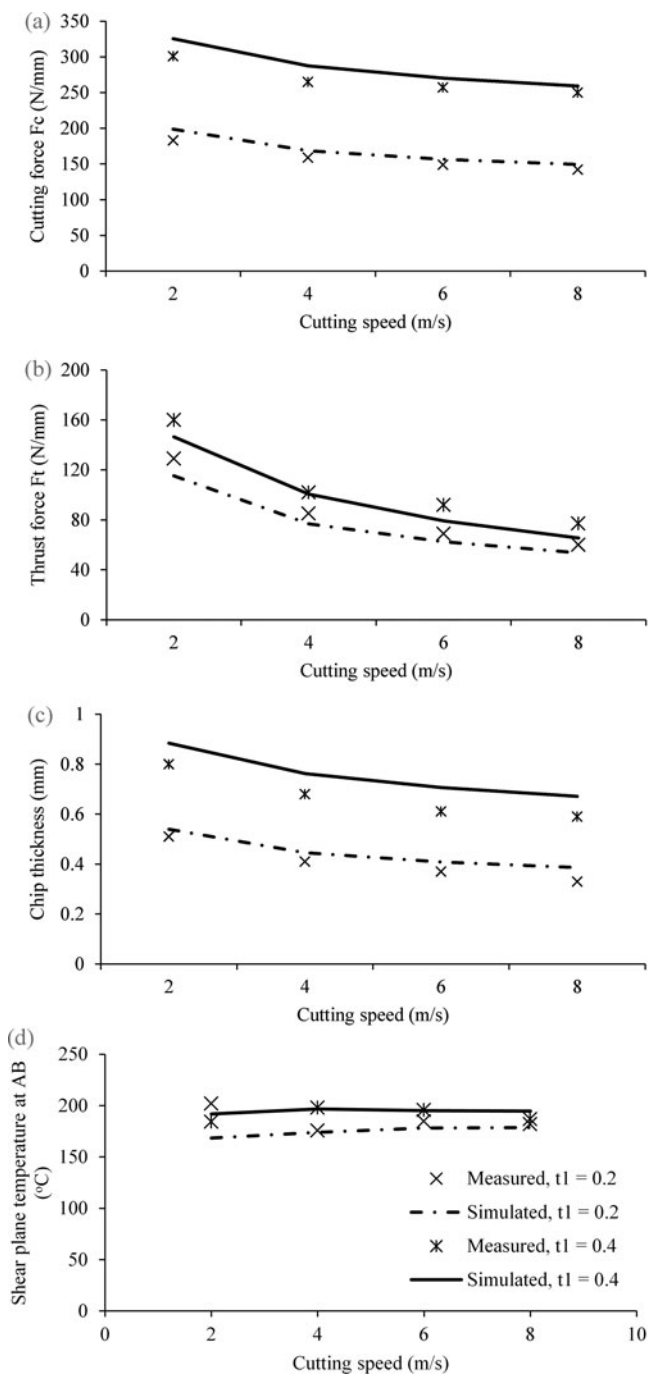 (a)
Cutting force Fc (N/mm)
350
300
250
200
150
100
50
0
2 4 6 8
Cutting speed (m/s)
(b)
Thrust force Ft (N/mm)
200
160
120
80
40
0
2 4 6 8
Cutting speed (m/s)
(c)
Chip thickness (mm)
1
0.8
0.6
0.4
0.2
0
2 4 6 8
Cutting speed (m/s)
(d)
Shear plane temperature at AB
(°C)
250
200
150
100
50
0
Measured, t1 = 0.2
Simulated, t1 = 0.2
Measured, t1 = 0.4
Simulated, t1 = 0.4
0 2 4 6 8 10
Cutting speed (m/s)